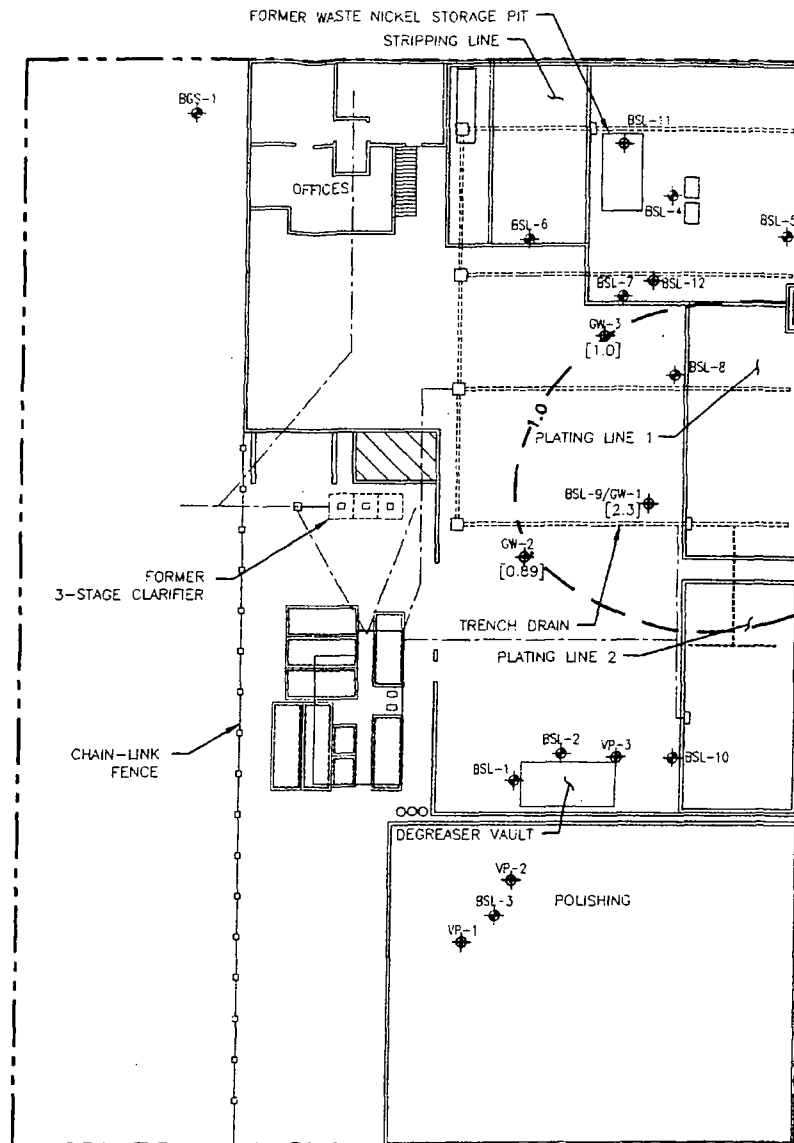 FORMER WASTE NICKEL STORAGE PIT
STRIPPING LINE
BGS-1
BSL-11
OFFICES
BSL-4
BSL-6
BSL-5
BSL-7
BSL-12
GW-3
[1.0]
BSL-8
1.0
PLATING LINE 1
BSL-9/GW-1
[2.3]
GW-2
[0.89]
FORMER
3-STAGE CLARIFIER
TRENCH DRAIN
PLATING LINE 2
CHAIN-LINK
FENCE
BSL-2
VP-3
BSL-1
BSL-10
DEGREASER VAULT
VP-2
BSL-3
POLISHING
VP-1